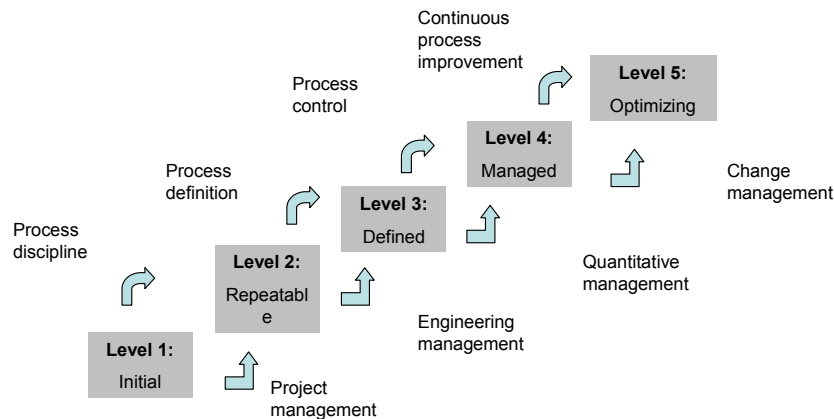 Continuous
process
improvement
Level 5:
Optimizing
Process
control
Level 4:
Managed
Change
management
Process
definition
Level 3:
Defined
Process
discipline
Level 2:
Repeatabl
e
Quantitative
management
Engineering
management
Level 1:
Initial
Project
management